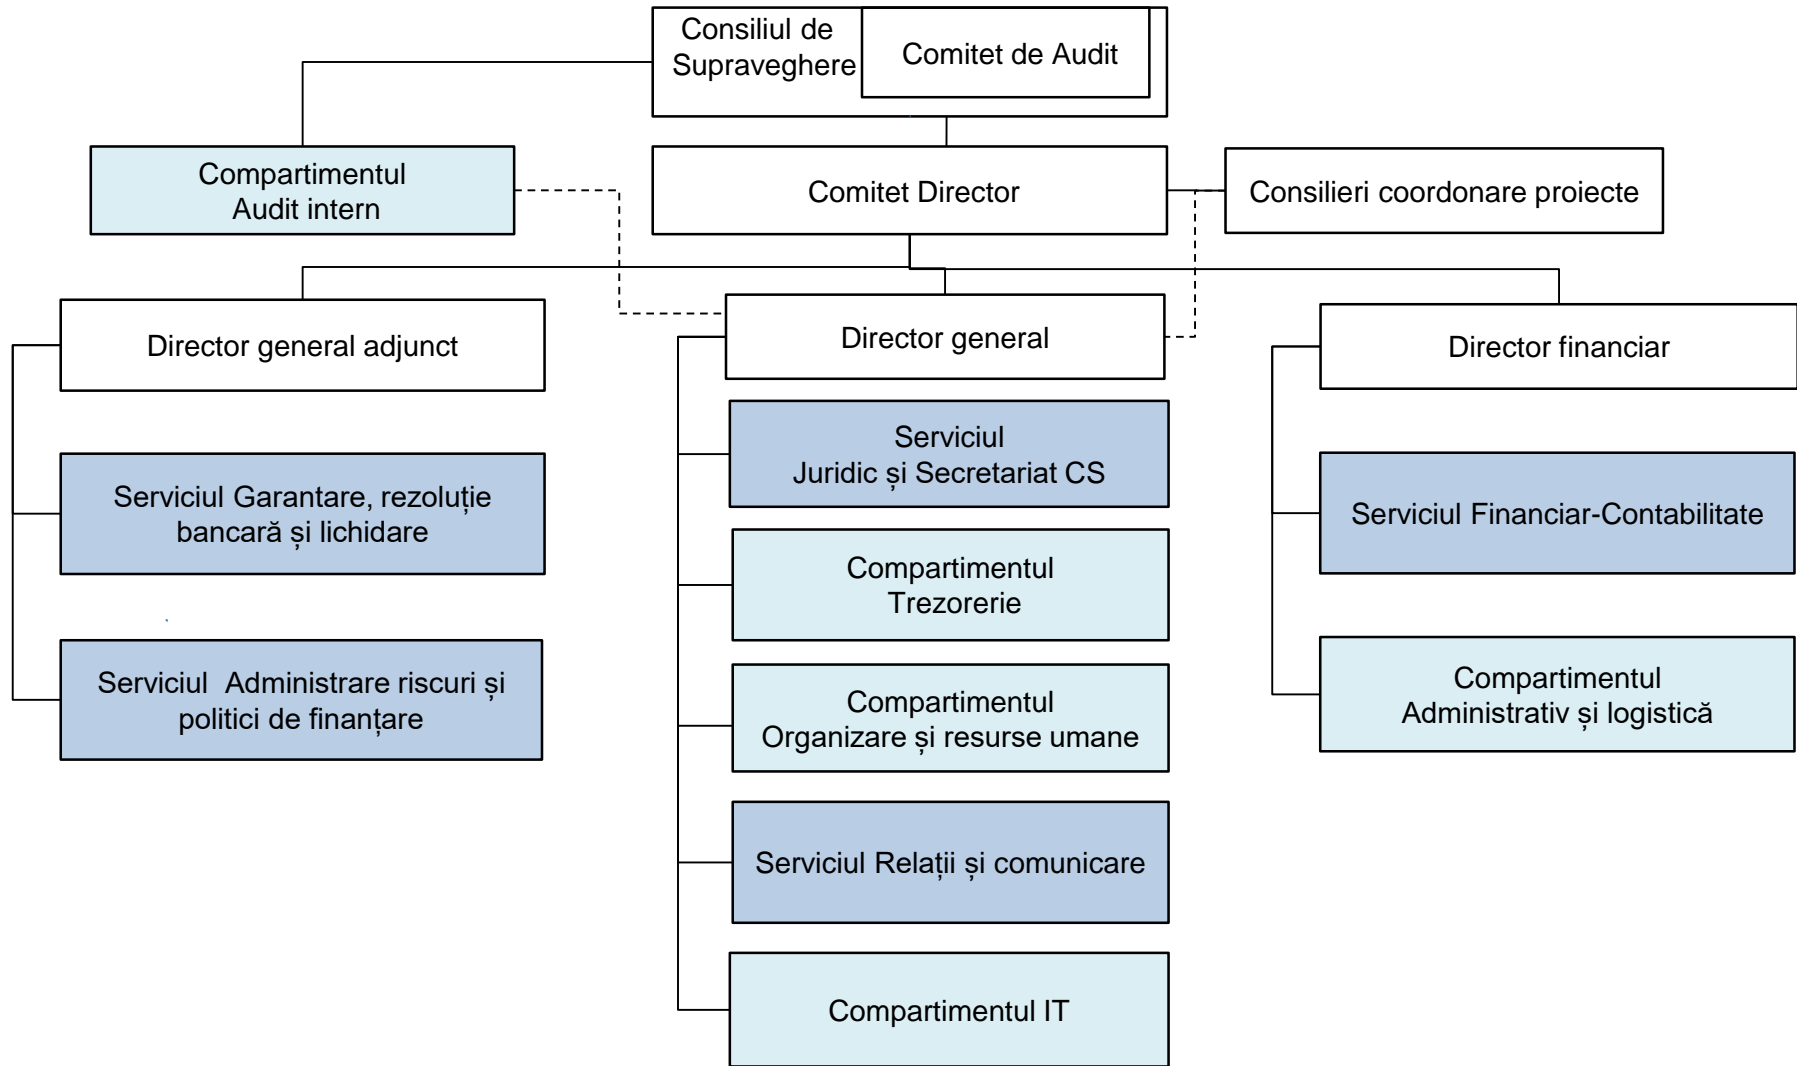 Consiliul de
Supraveghere
Comitet de Audit
Compartimentul
Audit intern
Comitet Director
Consilieri coordonare proiecte
Director general adjunct
Director general
Director financiar
Serviciul Garantare, rezoluție
bancară și lichidare
Serviciul  Administrare riscuri și
politici de finanțare
Serviciul
Juridic și Secretariat CS
Compartimentul
Trezorerie
Compartimentul
Organizare și resurse umane
Serviciul Relații și comunicare
Compartimentul IT
Serviciul Financiar-Contabilitate
Compartimentul
Administrativ și logistică